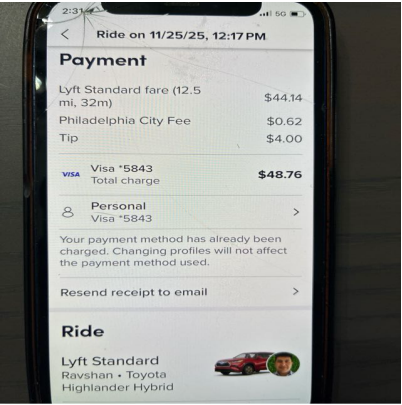 2:31
5G
Ride on 11/25/25, 12:17 PM
Payment
Lyft Standard fare (12.5
mi, 32m) $44.14
Philadelphia City Fee $0.62
Tip $4.00
VISA Visa *5843 $48.76
Total charge
Personal
Visa *5843
Your payment method has already been
charged. Changing profiles will not affect
the payment method used.
Resend receipt to email
Ride
Lyft Standard
Ravshan • Toyota
Highlander Hybrid